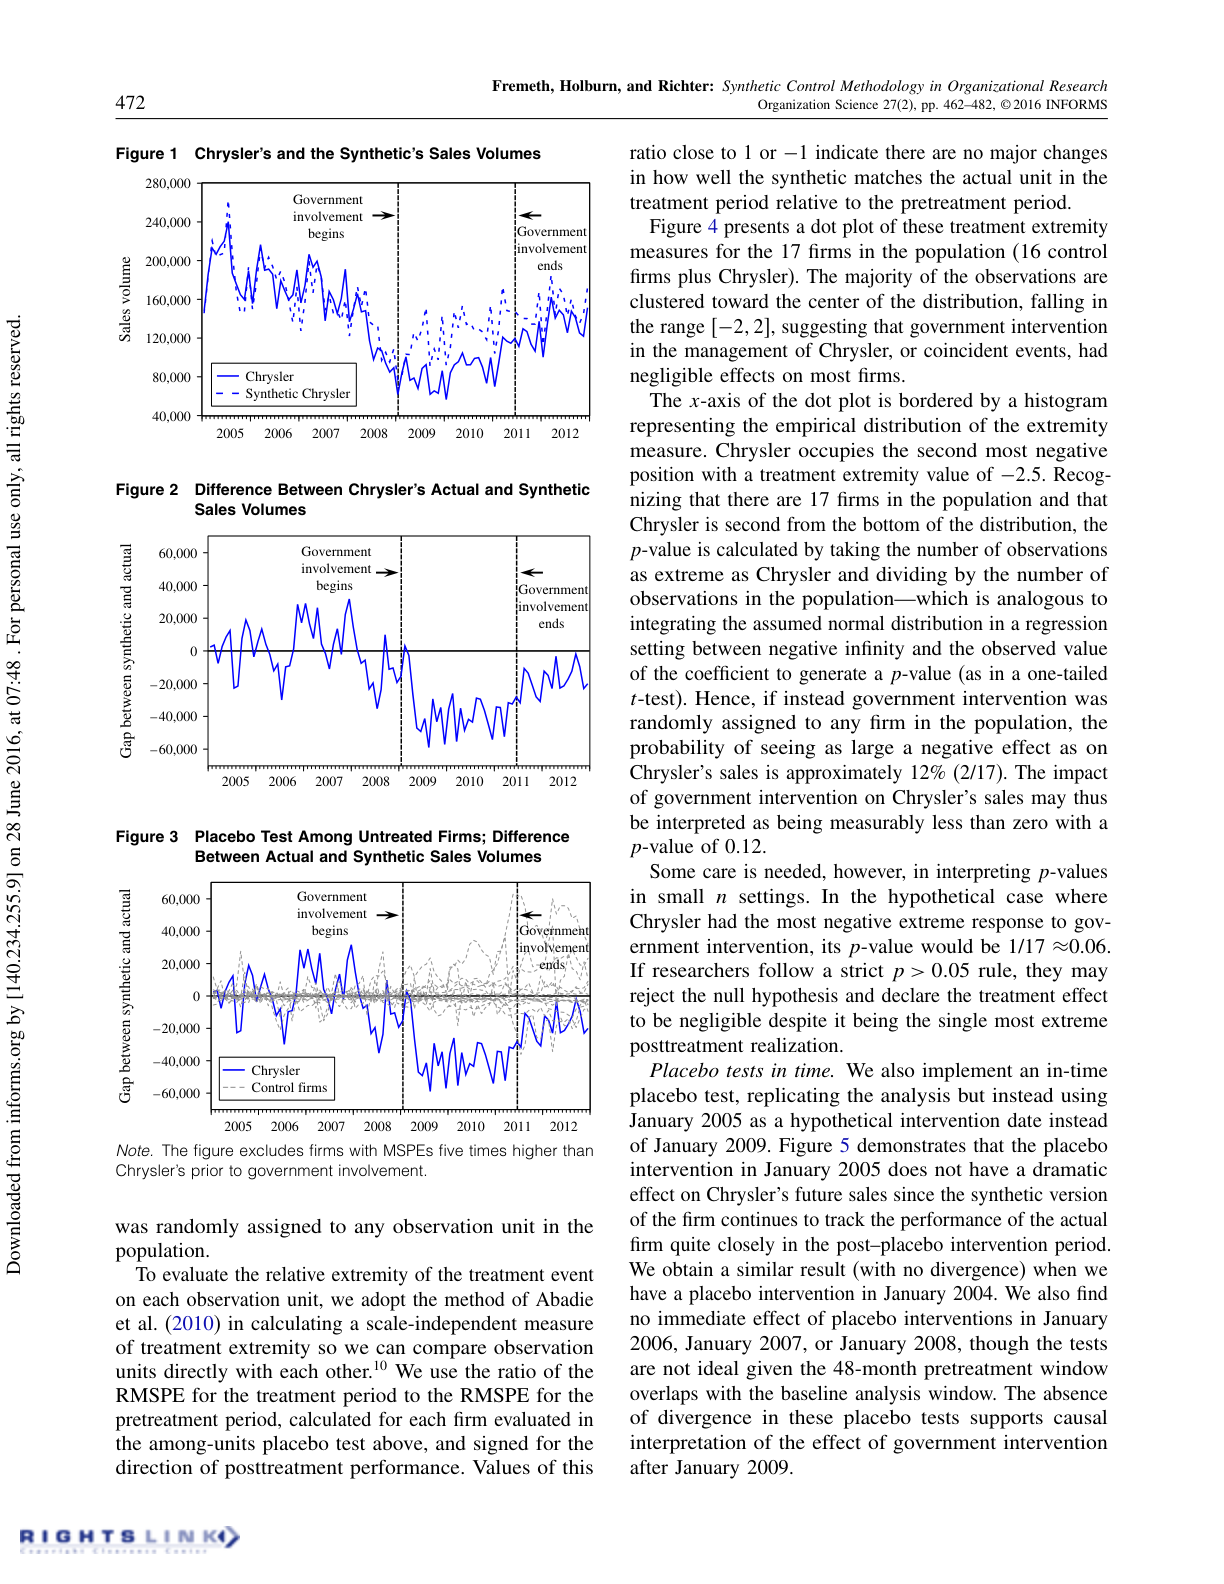 Fremeth, Holburn, and Richter: Synthetic Control Methodology in Organizational Research
472
Organization Science 27(2), pp. 462–482, © 2016 INFORMS
Figure 1 Chrysler's and the Synthetic's Sales Volumes
280,000
240,000
200,000
160,000
120,000
80,000
40,000
Sales volume
Government
involvement
begins
Government
involvement
ends
Chrysler
Synthetic Chrysler
2005 2006 2007 2008 2009 2010 2011 2012
Figure 2 Difference Between Chrysler's Actual and Synthetic
Sales Volumes
Gap between synthetic and actual
60,000
40,000
20,000
0
−20,000
−40,000
−60,000
Government
involvement
begins
Government
involvement
ends
2005 2006 2007 2008 2009 2010 2011 2012
Figure 3 Placebo Test Among Untreated Firms; Difference
Between Actual and Synthetic Sales Volumes
Gap between synthetic and actual
60,000
40,000
20,000
0
−20,000
−40,000
−60,000
Government
involvement
begins
Government
involvement
ends
Chrysler
Control firms
2005 2006 2007 2008 2009 2010 2011 2012
Note. The figure excludes firms with MSPEs five times higher than
Chrysler's prior to government involvement.
was randomly assigned to any observation unit in the
population.
To evaluate the relative extremity of the treatment event
on each observation unit, we adopt the method of Abadie
et al. (2010) in calculating a scale-independent measure
of treatment extremity so we can compare observation
units directly with each other.10 We use the ratio of the
RMSPE for the treatment period to the RMSPE for the
pretreatment period, calculated for each firm evaluated in
the among-units placebo test above, and signed for the
direction of posttreatment performance. Values of this
ratio close to 1 or −1 indicate there are no major changes
in how well the synthetic matches the actual unit in the
treatment period relative to the pretreatment period.
Figure 4 presents a dot plot of these treatment extremity
measures for the 17 firms in the population (16 control
firms plus Chrysler). The majority of the observations are
clustered toward the center of the distribution, falling in
the range [−2, 2], suggesting that government intervention
in the management of Chrysler, or coincident events, had
negligible effects on most firms.
The x-axis of the dot plot is bordered by a histogram
representing the empirical distribution of the extremity
measure. Chrysler occupies the second most negative
position with a treatment extremity value of −2.5. Recog-
nizing that there are 17 firms in the population and that
Chrysler is second from the bottom of the distribution, the
p-value is calculated by taking the number of observations
as extreme as Chrysler and dividing by the number of
observations in the population—which is analogous to
integrating the assumed normal distribution in a regression
setting between negative infinity and the observed value
of the coefficient to generate a p-value (as in a one-tailed
t-test). Hence, if instead government intervention was
randomly assigned to any firm in the population, the
probability of seeing as large a negative effect as on
Chrysler's sales is approximately 12% (2/17). The impact
of government intervention on Chrysler's sales may thus
be interpreted as being measurably less than zero with a
p-value of 0.12.
Some care is needed, however, in interpreting p-values
in small n settings. In the hypothetical case where
Chrysler had the most negative extreme response to gov-
ernment intervention, its p-value would be 1/17 ≈0.06.
If researchers follow a strict p > 0.05 rule, they may
reject the null hypothesis and declare the treatment effect
to be negligible despite it being the single most extreme
posttreatment realization.
Placebo tests in time. We also implement an in-time
placebo test, replicating the analysis but instead using
January 2005 as a hypothetical intervention date instead
of January 2009. Figure 5 demonstrates that the placebo
intervention in January 2005 does not have a dramatic
effect on Chrysler's future sales since the synthetic version
of the firm continues to track the performance of the actual
firm quite closely in the post–placebo intervention period.
We obtain a similar result (with no divergence) when we
have a placebo intervention in January 2004. We also find
no immediate effect of placebo interventions in January
2006, January 2007, or January 2008, though the tests
are not ideal given the 48-month pretreatment window
overlaps with the baseline analysis window. The absence
of divergence in these placebo tests supports causal
interpretation of the effect of government intervention
after January 2009.
Downloaded from informs.org by [140.234.255.9] on 28 June 2016, at 07:48 . For personal use only, all rights reserved.
RIGHTSLINK
Copyright Clearance Center